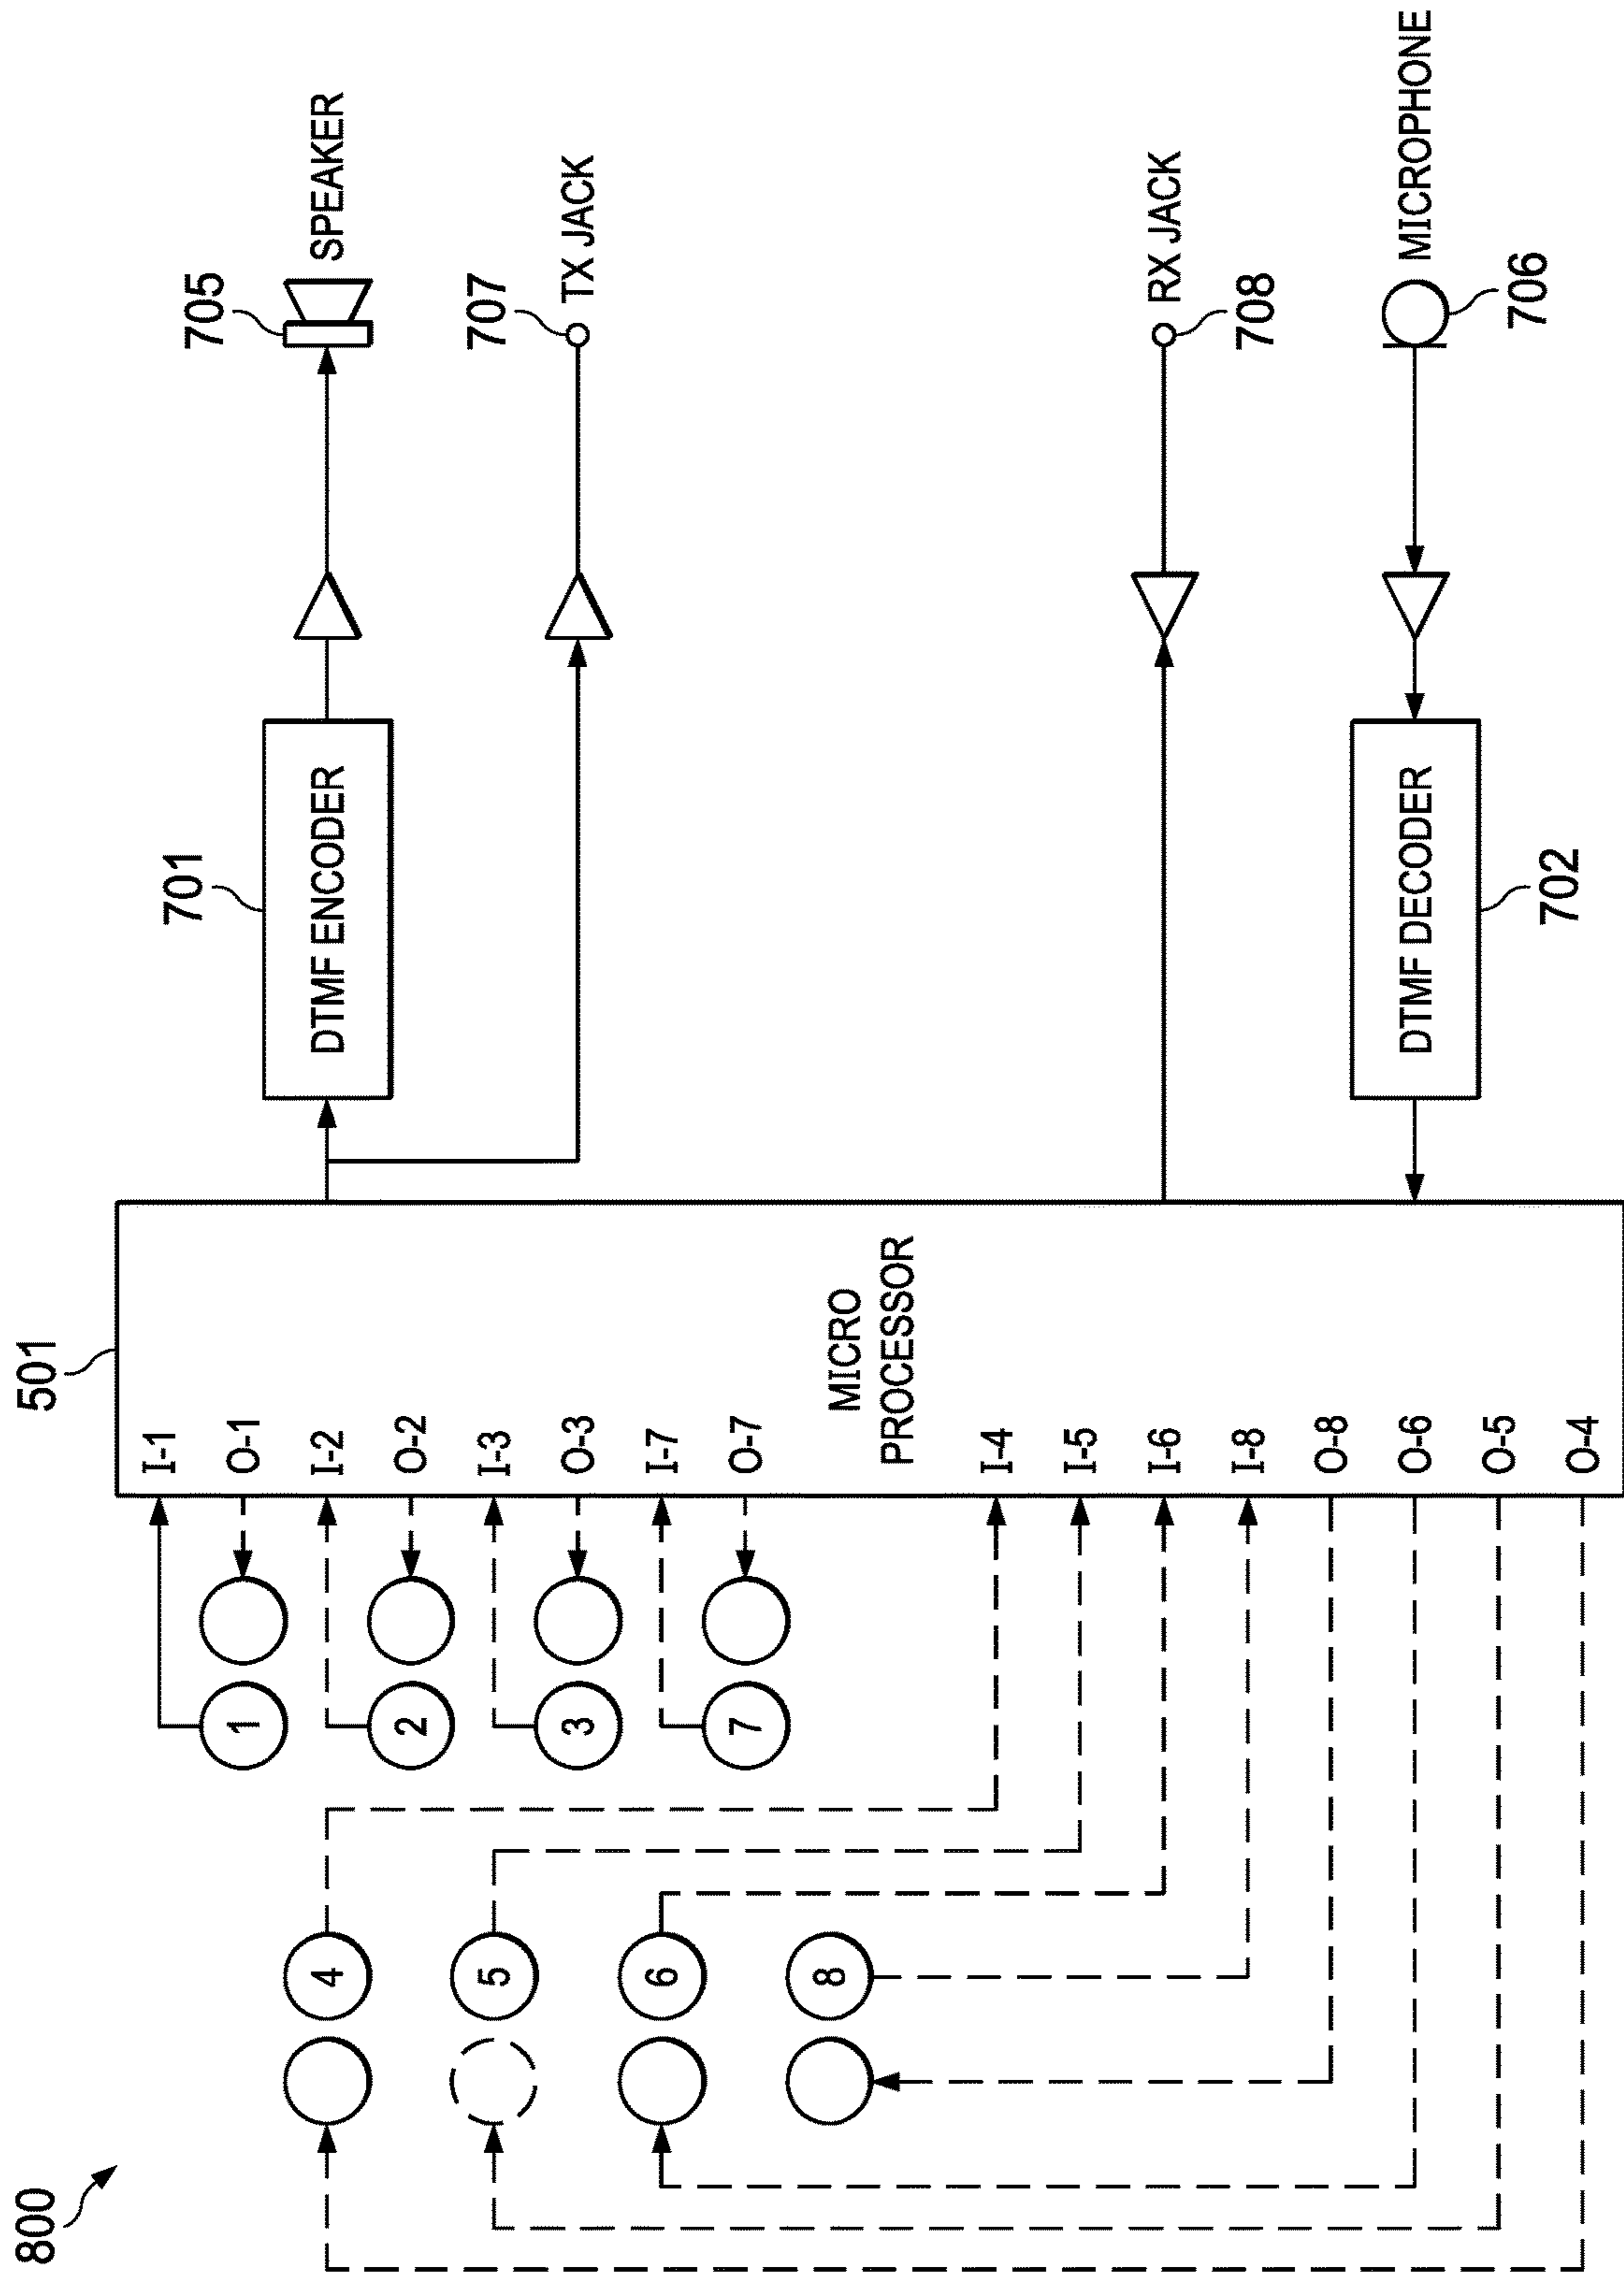 800
501
4
5
6
8
1
2
3
7
I-1
O-1
I-2
O-2
I-3
O-3
I-7
O-7
MICRO
PROCESSOR
I-4
I-5
I-6
I-8
O-8
O-6
O-5
O-4
701
DTMF ENCODER
705
SPEAKER
707
TX JACK
708
RX JACK
702
DTMF DECODER
706
MICROPHONE